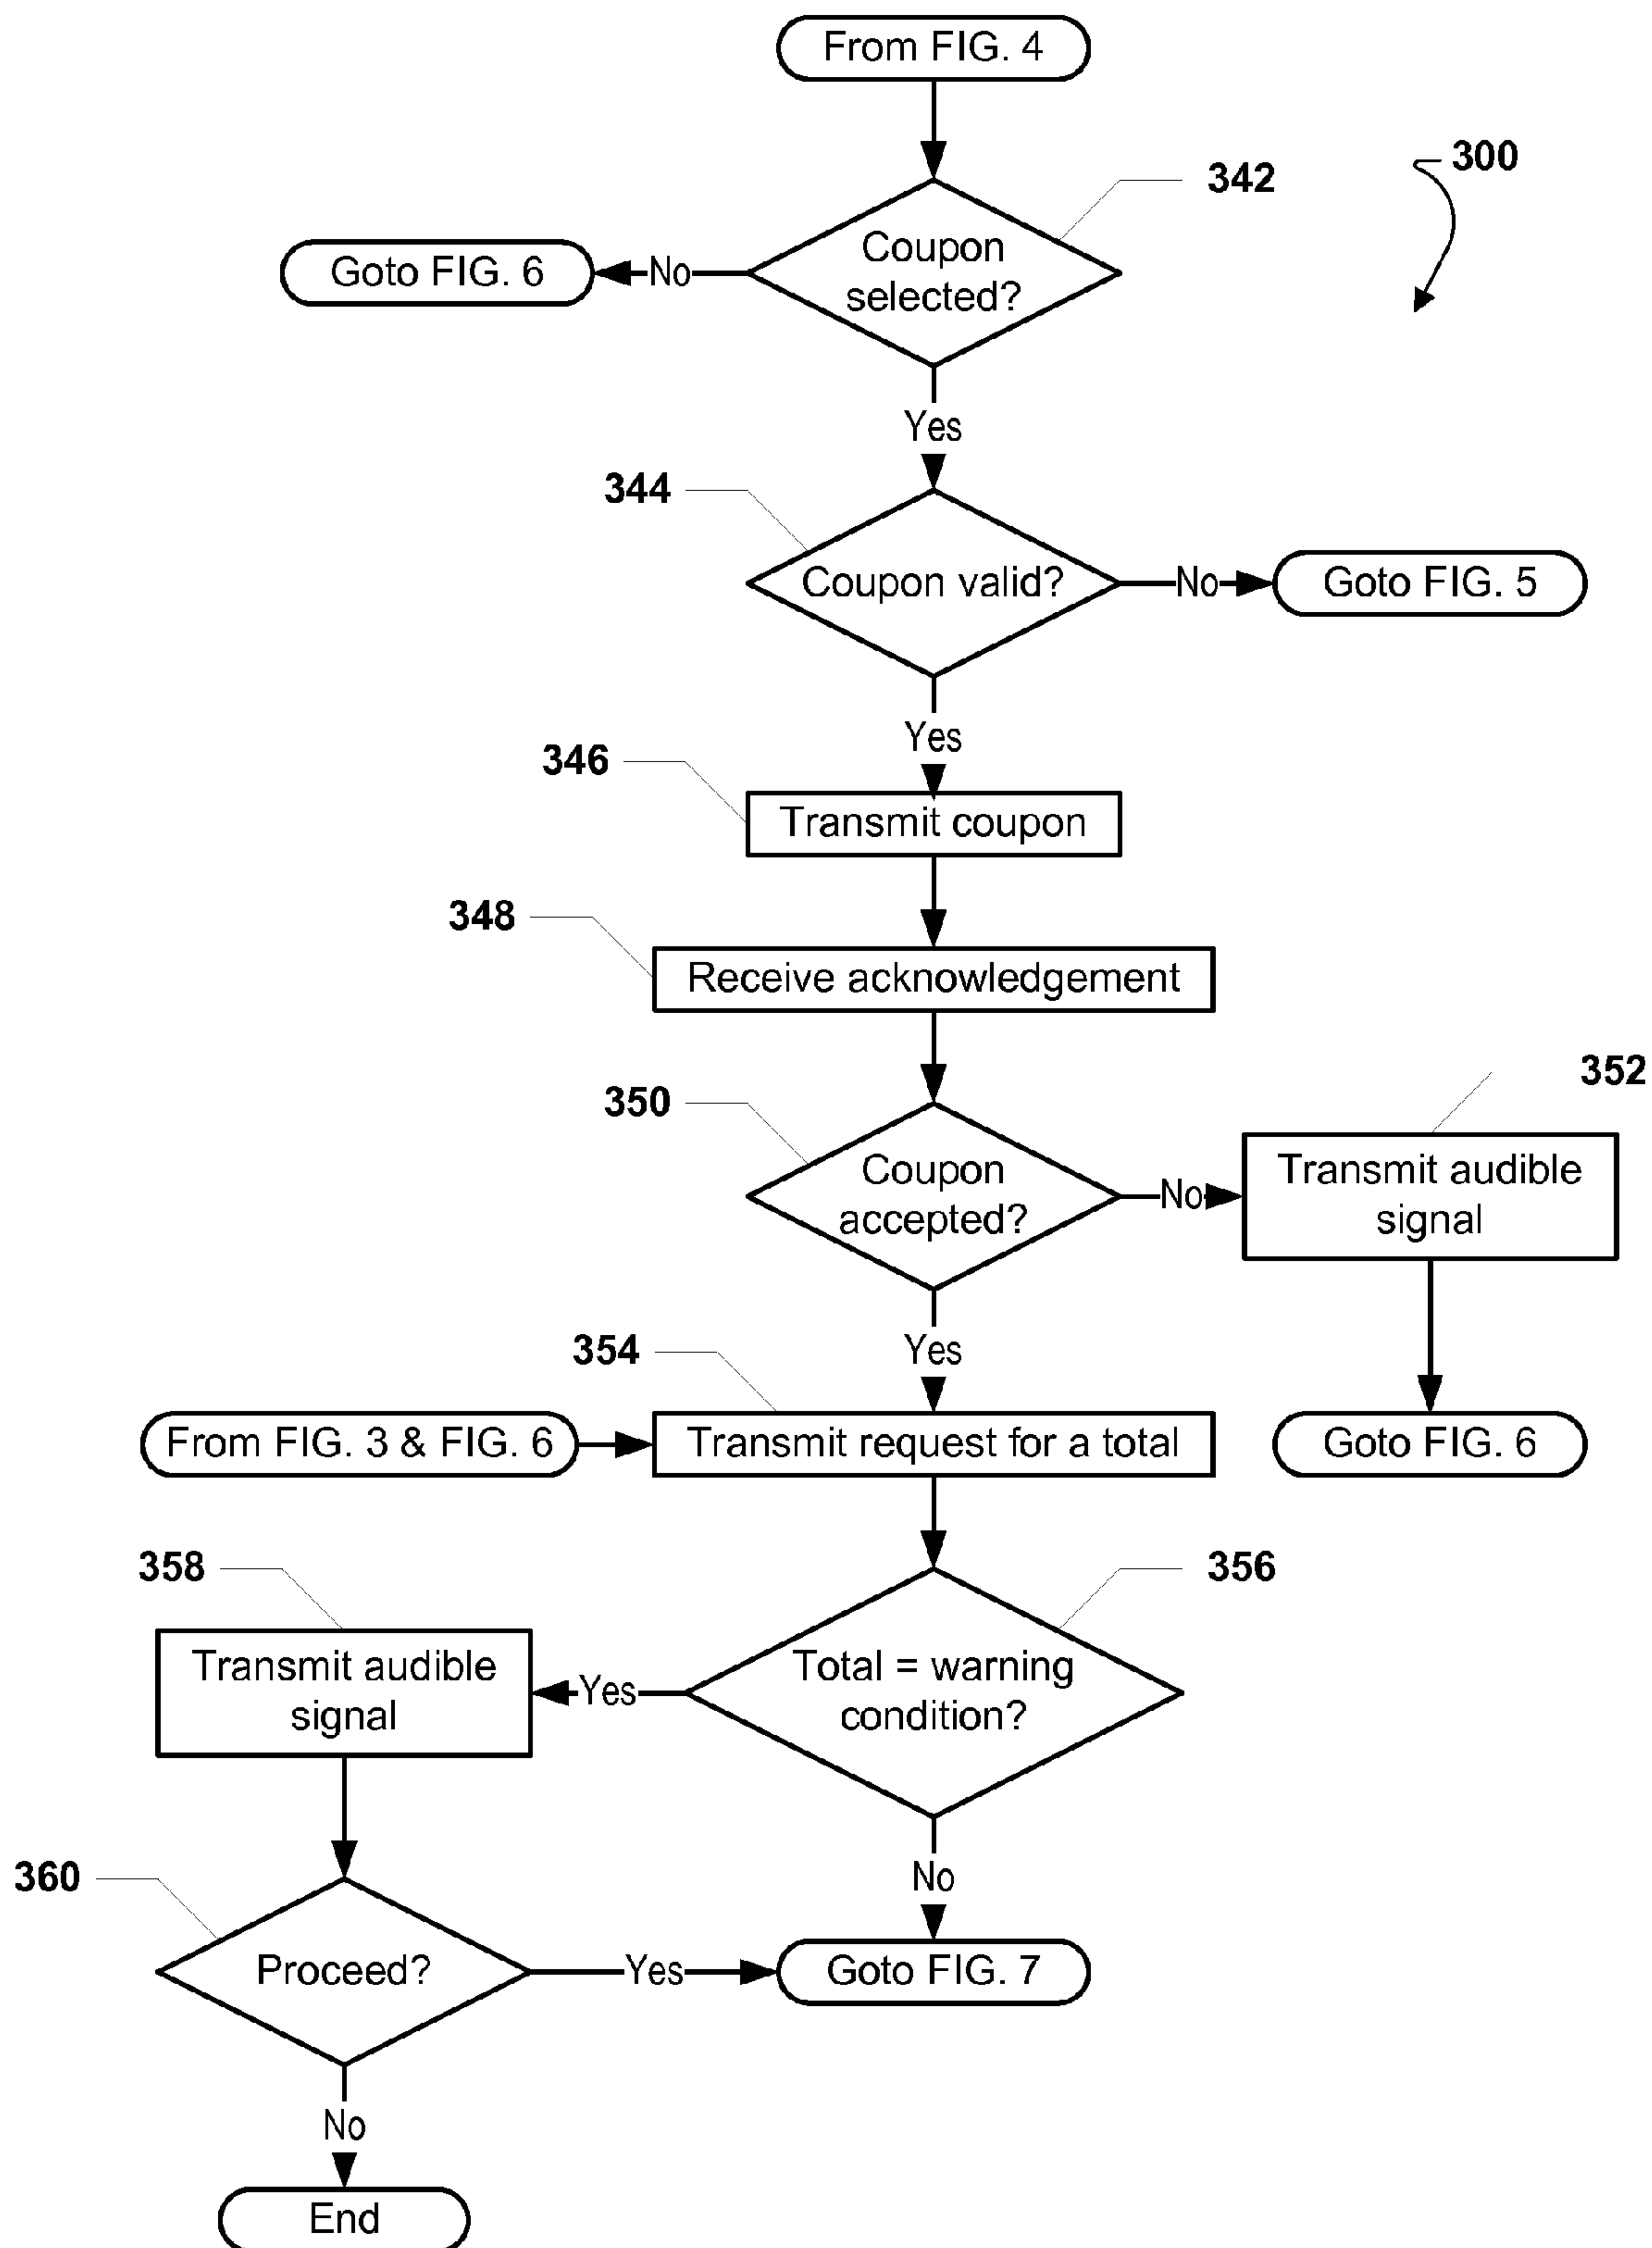 From FIG. 4
300
342
Coupon
selected?
No
Goto FIG. 6
Yes
344
Coupon valid?
No
Goto FIG. 5
Yes
346
Transmit coupon
348
Receive acknowledgement
352
350
Coupon
accepted?
No
Transmit audible
signal
Yes
354
From FIG. 3 & FIG. 6
Transmit request for a total
Goto FIG. 6
358
356
Transmit audible
signal
Yes
Total = warning
condition?
360
No
Proceed?
Yes
Goto FIG. 7
No
End